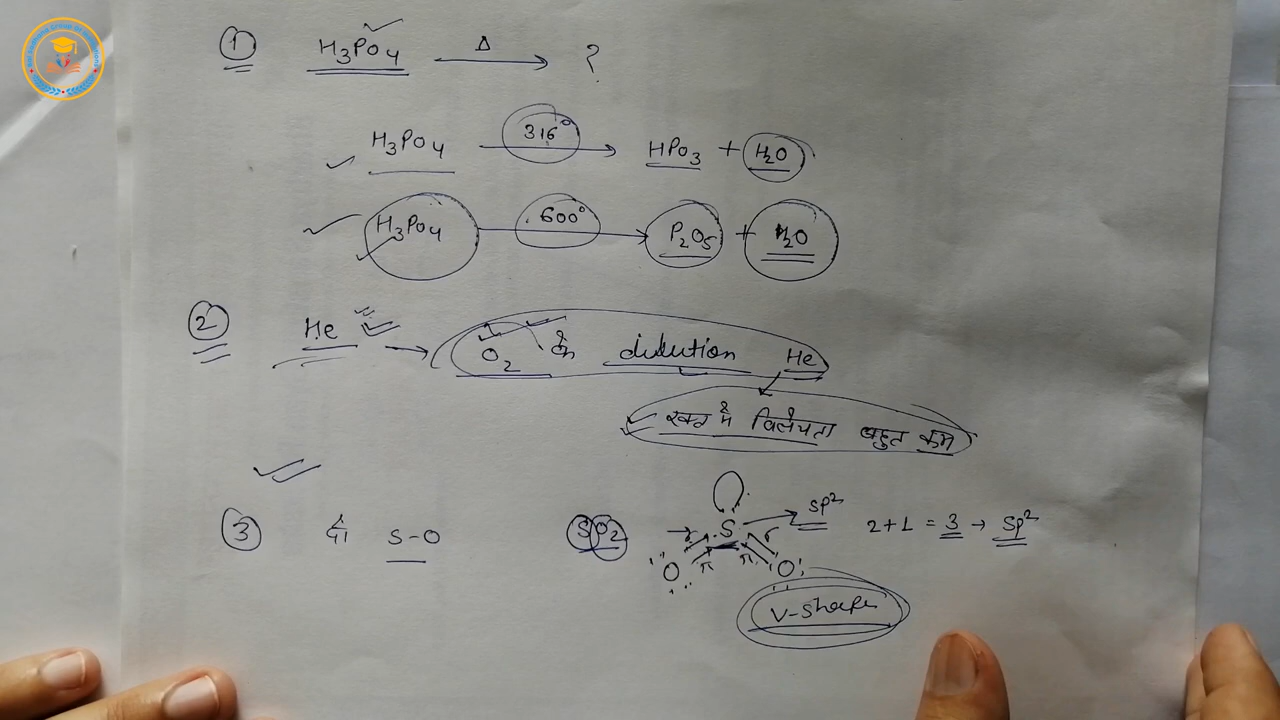 ① H₃PO₄ Δ → ?
H₃PO₄ 316° → HPO₃ + H₂O
H₃PO₄ 600° → P₂O₅ + H₂O
② He → O₂ के dilution He
रक्त में विलेयता बहुत कम
③ दो S-O SO₂ → S sp² 2+1 = 3 → sp²
O π π O
V-shape